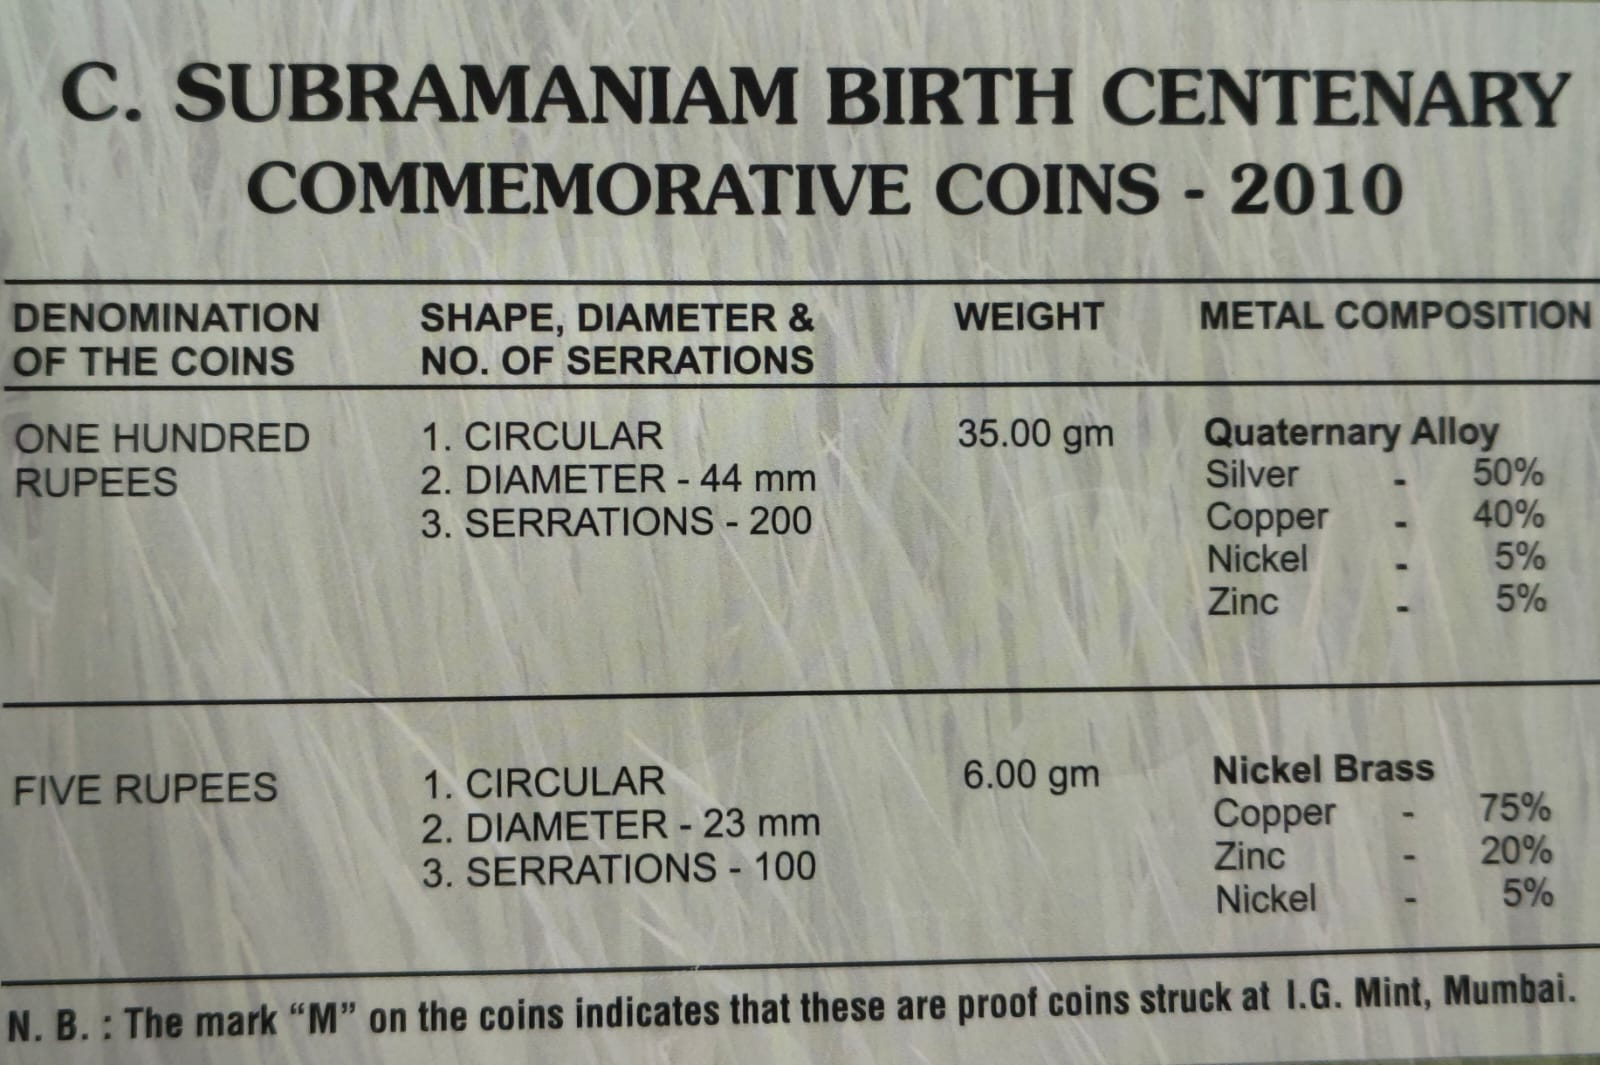 C. SUBRAMANIAM BIRTH CENTENARY
COMMEMORATIVE COINS - 2010
DENOMINATION OF THE COINS
SHAPE, DIAMETER & NO. OF SERRATIONS
WEIGHT
METAL COMPOSITION
ONE HUNDRED RUPEES
1. CIRCULAR
2. DIAMETER - 44 mm
3. SERRATIONS - 200
35.00 gm
Quaternary Alloy
Silver - 50%
Copper - 40%
Nickel - 5%
Zinc - 5%
FIVE RUPEES
1. CIRCULAR
2. DIAMETER - 23 mm
3. SERRATIONS - 100
6.00 gm
Nickel Brass
Copper - 75%
Zinc - 20%
Nickel - 5%
N. B. : The mark “M” on the coins indicates that these are proof coins struck at I.G. Mint, Mumbai.